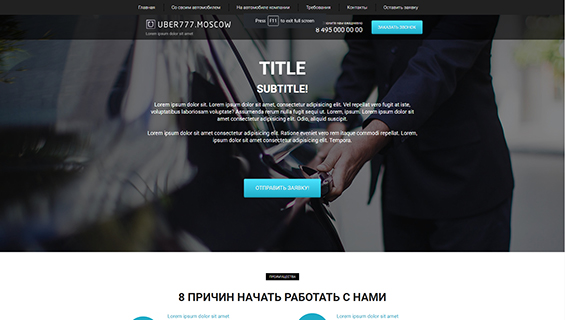 Главная Со своим автомобилем На автомобиле компании Требования Контакты Оставить заявку
UBER777.MOSCOW
Lorem ipsum dolor sit amet
Press F11 to exit full screen
8 495 000 00 00
ЗАКАЗАТЬ ЗВОНОК
TITLE
SUBTITLE!
Lorem ipsum dolor sit. Lorem ipsum dolor sit amet, consectetur adipisicing elit. Vel repellat fugiat at iste,
voluptatibus laboriosam voluptate? Assumenda rerum nulla fugit sequi ut. Lorem, ipsum. Lorem ipsum dolor sit
amet consectetur adipisicing elit. Odio, aliquid suscipit.
Lorem ipsum dolor sit amet consectetur adipisicing elit. Ratione eveniet vero rem itaque commodi. Lorem ipsum
dolor sit amet consectetur adipisicing elit. Tempora.
ОТПРАВИТЬ ЗАЯВКУ!
ПРЕИМУЩЕСТВА
8 ПРИЧИН НАЧАТЬ РАБОТАТЬ С НАМИ
Lorem ipsum dolor sit amet Lorem ipsum dolor sit amet